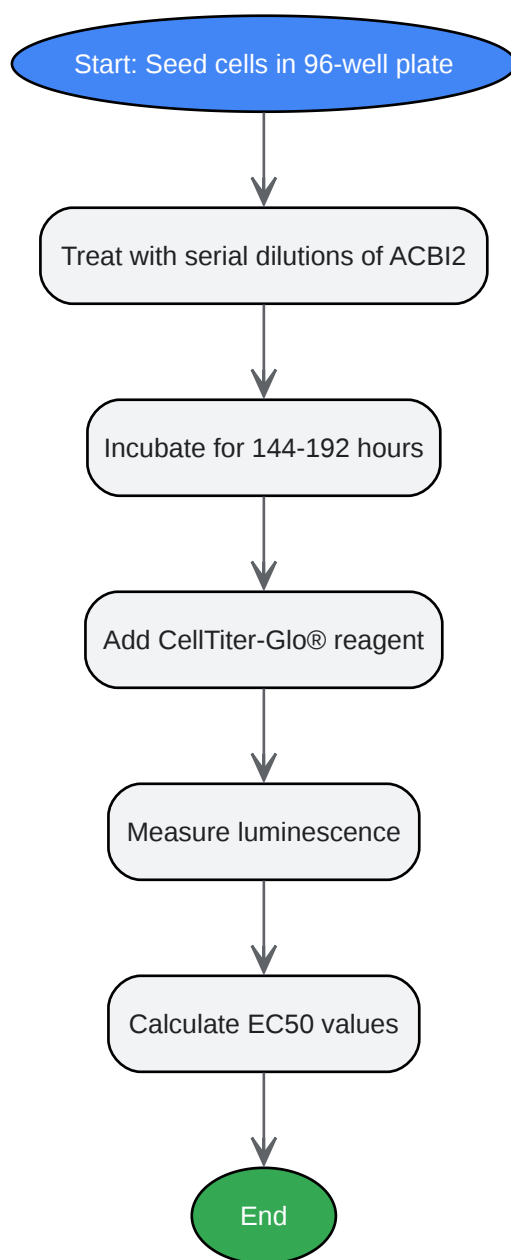 Start: Seed cells in 96-well plate
Treat with serial dilutions of ACBI2
Incubate for 144-192 hours
Add CellTiter-Glo® reagent
Measure luminescence
Calculate EC50 values
End